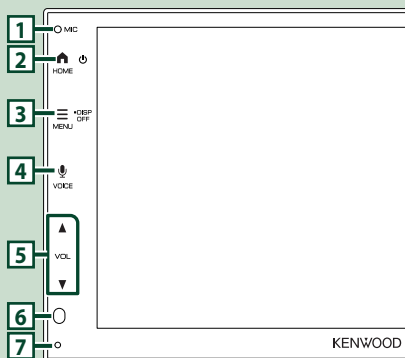 1 MIC
2
HOME
3 •DISP
OFF
MENU
4
VOICE
5 VOL
6
7
KENWOOD